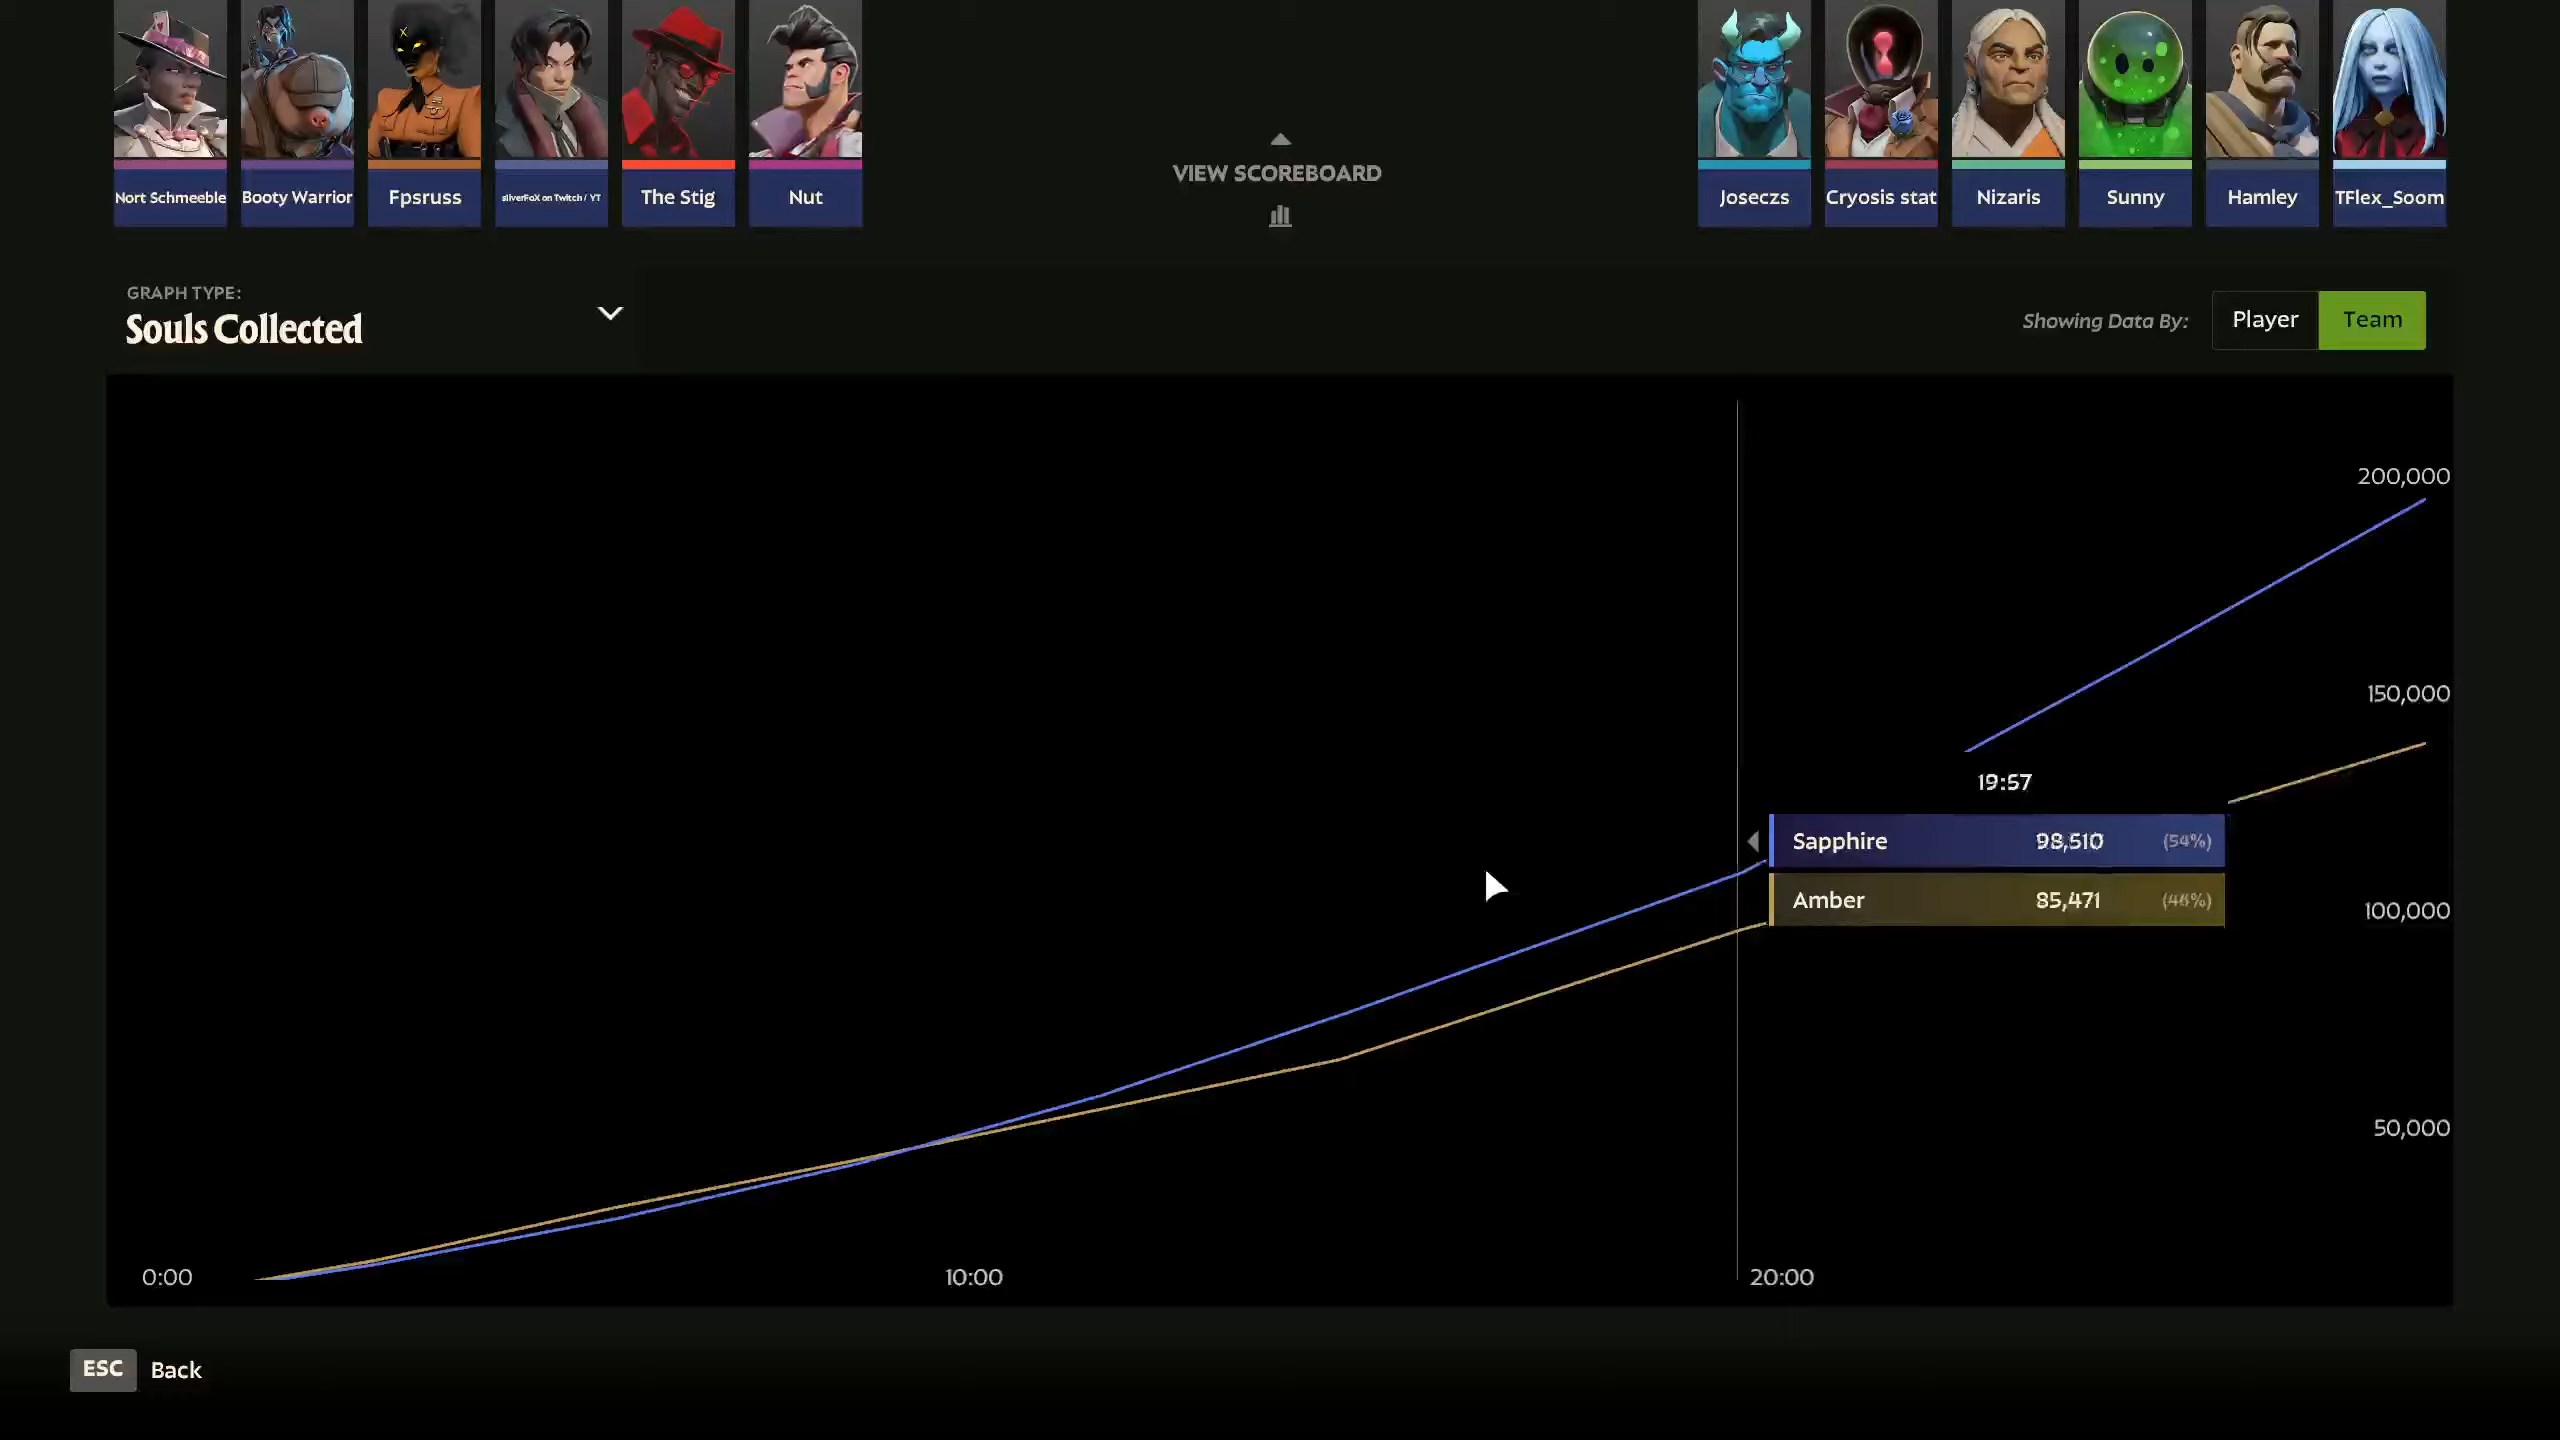 Nort Schmeeble
Booty Warrior
Fpsruss
silverFoX on Twitch / YT
The Stig
Nut
VIEW SCOREBOARD
Joseczs
Cryosis stat
Nizaris
Sunny
Hamley
TFlex_Soom
GRAPH TYPE:
Souls Collected
Showing Data By:
Player
Team
200,000
150,000
19:57
Sapphire 98,510 (54%)
Amber 85,471 (46%)
100,000
50,000
0:00
10:00
20:00
ESC Back